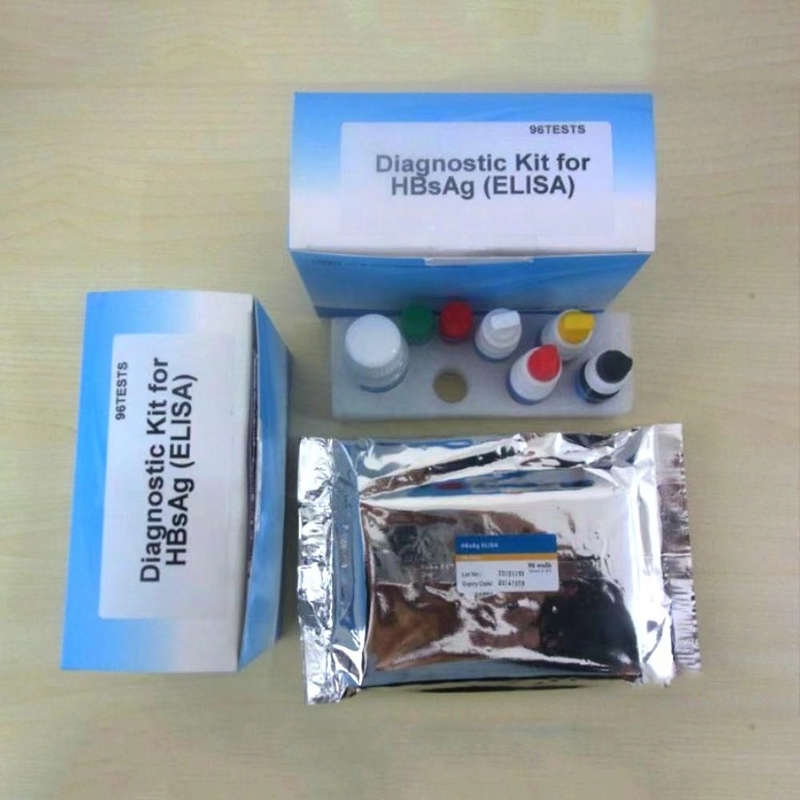 96TESTS
Diagnostic Kit for
HBsAg (ELISA)
96TESTS
Diagnostic Kit for
HBsAg (ELISA)
HBsAg ELISA
96 wells
Lot No.:
Expiry Date: